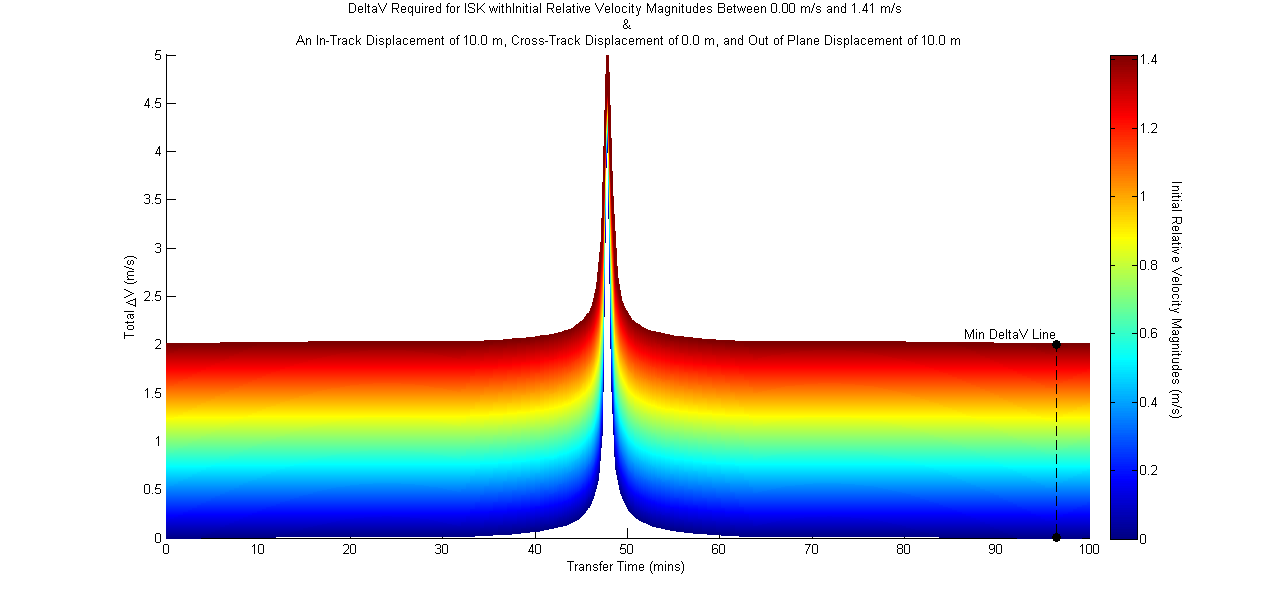 DeltaV Required for ISK withInitial Relative Velocity Magnitudes Between 0.00 m/s and 1.41 m/s
&
An In-Track Displacement of 10.0 m, Cross-Track Displacement of 0.0 m, and Out of Plane Displacement of 10.0 m
5
4.5
4
3.5
3
2.5
2
1.5
1
0.5
0
Total ΔV (m/s)
Min DeltaV Line
0 10 20 30 40 50 60 70 80 90 100
Transfer Time (mins)
1.4
1.2
1
0.8
0.6
0.4
0.2
0
Initial Relative Velocity Magnitudes (m/s)